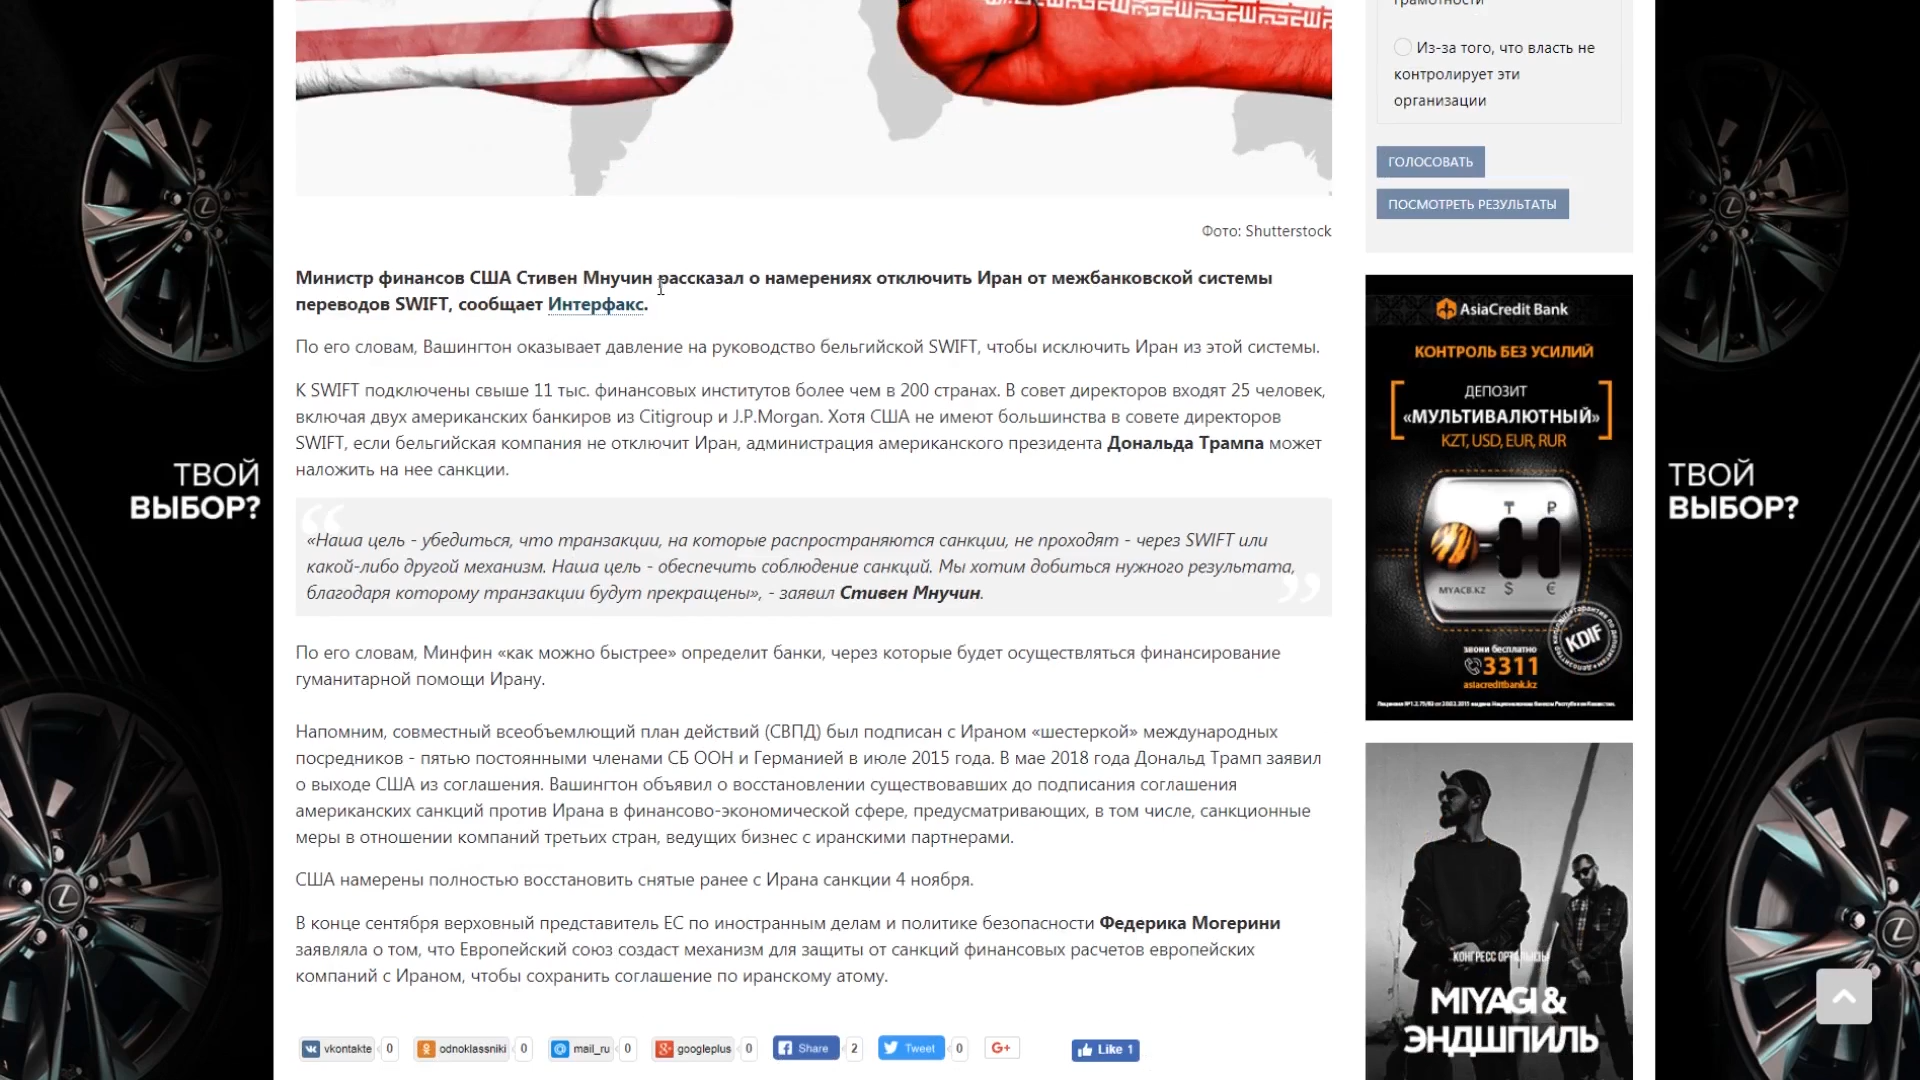 грамотности
Из-за того, что власть не
контролирует эти
организации
ГОЛОСОВАТЬ
ПОСМОТРЕТЬ РЕЗУЛЬТАТЫ
Фото: Shutterstock
Министр финансов США Стивен Мнучин рассказал о намерениях отключить Иран от межбанковской системы
переводов SWIFT, сообщает Интерфакс.
По его словам, Вашингтон оказывает давление на руководство бельгийской SWIFT, чтобы исключить Иран из этой системы.
К SWIFT подключены свыше 11 тыс. финансовых институтов более чем в 200 странах. В совет директоров входят 25 человек,
включая двух американских банкиров из Citigroup и J.P.Morgan. Хотя США не имеют большинства в совете директоров
SWIFT, если бельгийская компания не отключит Иран, администрация американского президента Дональда Трампа может
наложить на нее санкции.
«Наша цель - убедиться, что транзакции, на которые распространяются санкции, не проходят - через SWIFT или
какой-либо другой механизм. Наша цель - обеспечить соблюдение санкций. Мы хотим добиться нужного результата,
благодаря которому транзакции будут прекращены», - заявил Стивен Мнучин.
По его словам, Минфин «как можно быстрее» определит банки, через которые будет осуществляться финансирование
гуманитарной помощи Ирану.
Напомним, совместный всеобъемлющий план действий (СВПД) был подписан с Ираном «шестеркой» международных
посредников - пятью постоянными членами СБ ООН и Германией в июле 2015 года. В мае 2018 года Дональд Трамп заявил
о выходе США из соглашения. Вашингтон объявил о восстановлении существовавших до подписания соглашения
американских санкций против Ирана в финансово-экономической сфере, предусматривающих, в том числе, санкционные
меры в отношении компаний третьих стран, ведущих бизнес с иранскими партнерами.
США намерены полностью восстановить снятые ранее с Ирана санкции 4 ноября.
В конце сентября верховный представитель ЕС по иностранным делам и политике безопасности Федерика Могерини
заявляла о том, что Европейский союз создаст механизм для защиты от санкций финансовых расчетов европейских
компаний с Ираном, чтобы сохранить соглашение по иранскому атому.
vkontakte 0 odnoklassniki 0 mail_ru 0 googleplus 0 Share 2 Tweet 0 G+ Like 1
ТВОЙ
ВЫБОР?
ТВОЙ
ВЫБОР?
AsiaCredit Bank
КОНТРОЛЬ БЕЗ УСИЛИЙ
ДЕПОЗИТ
«МУЛЬТИВАЛЮТНЫЙ»
KZT, USD, EUR, RUR
₸ ₽
MYACB.KZ $ €
KDIF
звони бесплатно
3311
asiacreditbank.kz
КОНГРЕСС ОРТАЛЫҒЫ
MIYAGI &
ЭНДШПИЛЬ